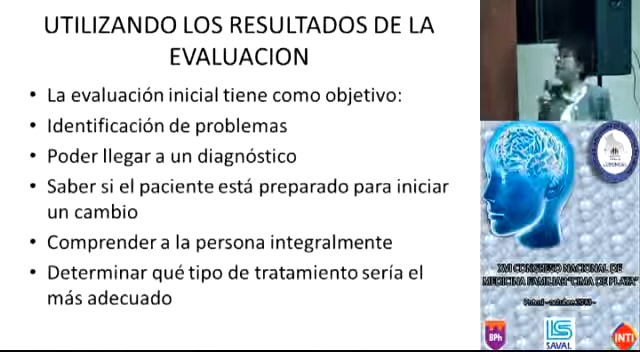 UTILIZANDO LOS RESULTADOS DE LA
EVALUACION
• La evaluación inicial tiene como objetivo:
• Identificación de problemas
• Poder llegar a un diagnóstico
• Saber si el paciente está preparado para iniciar
un cambio
• Comprender a la persona integralmente
• Determinar qué tipo de tratamiento sería el
más adecuado
XVI CONGRESO NACIONAL DE
MEDICINA FAMILIAR "CIMA DE PLATA"
BPh
SAVAL
INTI